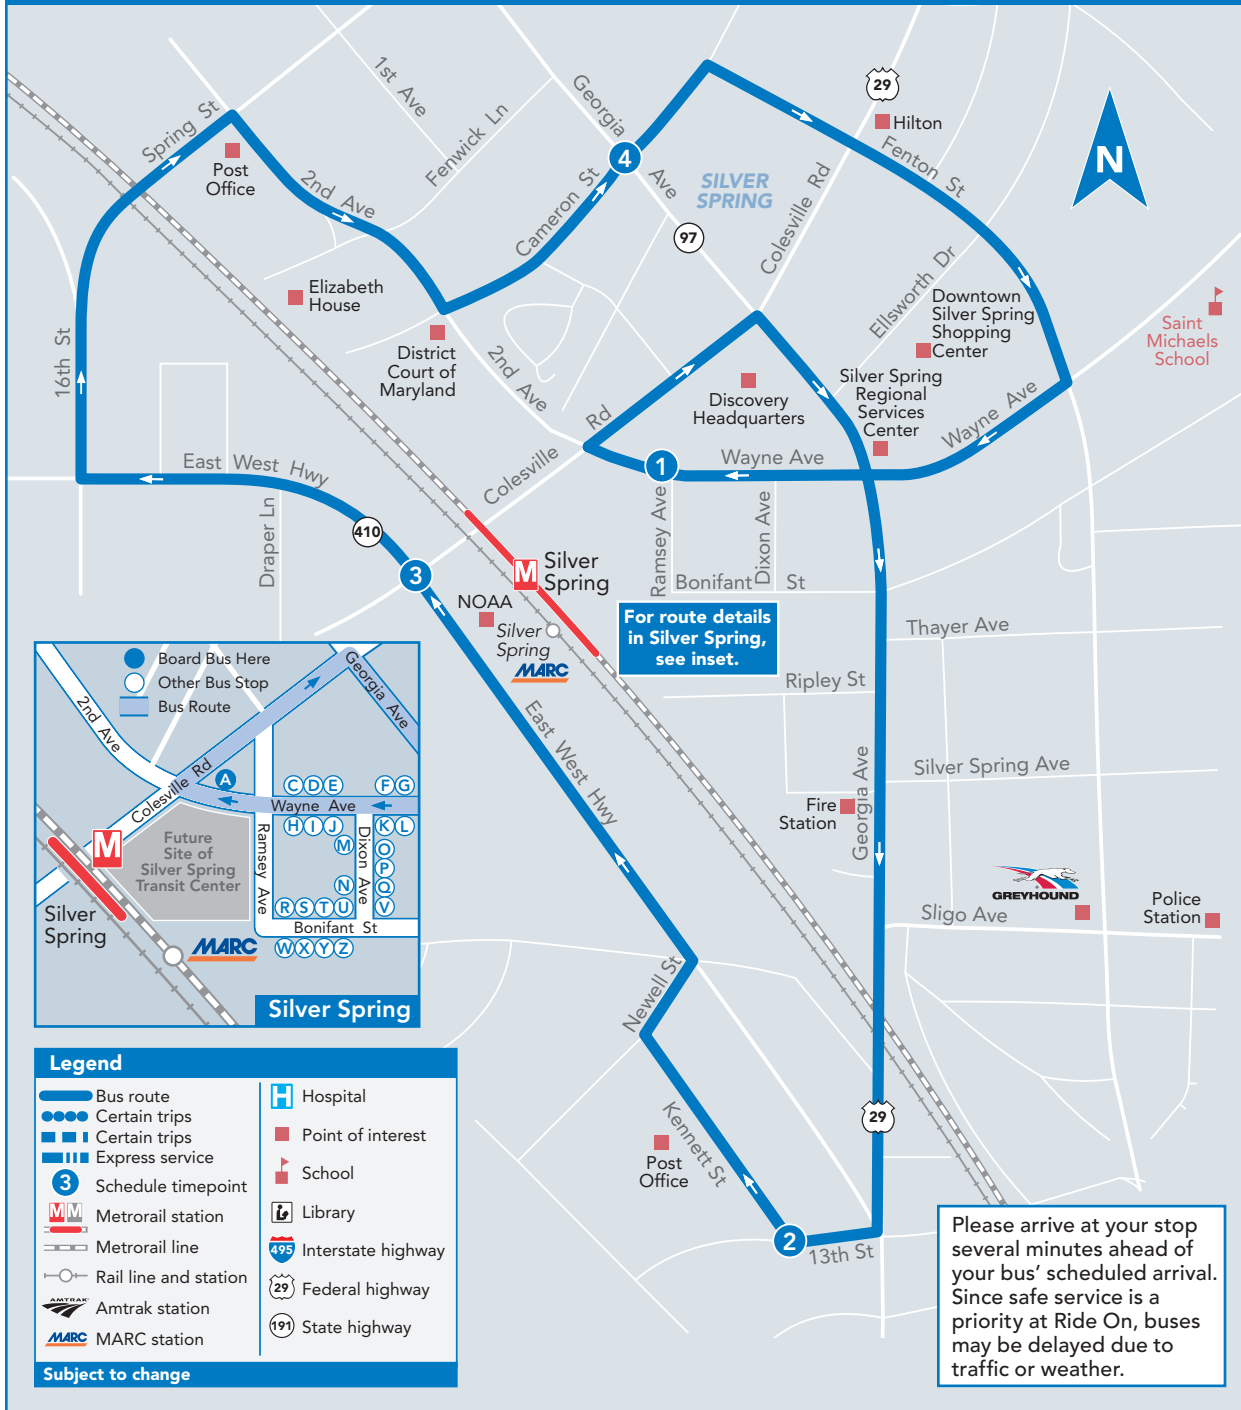 1st Ave
Georgia
Ave
29
Hilton
Spring St
Post
Office
Fenwick Ln
4
Fenton St
N
2nd Ave
Cameron St
SILVER
SPRING
97
Colesville Rd
Elizabeth
House
Ellsworth Dr
Downtown
Silver Spring
Shopping
Center
Saint
Michaels
School
16th St
District
Court of
Maryland
2nd Ave
Discovery
Headquarters
Silver Spring
Regional
Services
Center
Wayne Ave
East West Hwy
Colesville Rd
1
Wayne Ave
Draper Ln
410
Ramsey Ave
Dixon Ave
3
M
Silver
Spring
Bonifant St
NOAA
Silver
Spring
MARC
For route details
in Silver Spring,
see inset.
Thayer Ave
Ripley St
East West Hwy
Georgia Ave
Silver Spring Ave
Fire
Station
GREYHOUND
Sligo Ave
Police
Station
Newell St
Kennett St
Post
Office
29
2
13th St
Board Bus Here
Other Bus Stop
Bus Route
Georgia Ave
2nd Ave
Colesville Rd
A
C D E F G
Wayne Ave
H I J K L
M O
P
N Q
R S T U V
Ramsey Ave
Dixon Ave
Bonifant St
W X Y Z
M
Future
Site of
Silver Spring
Transit Center
Silver
Spring
MARC
Silver Spring
Legend
Bus route
Certain trips
Certain trips
Express service
3 Schedule timepoint
M M Metrorail station
Metrorail line
Rail line and station
AMTRAK Amtrak station
MARC MARC station
H Hospital
Point of interest
School
Library
495 Interstate highway
29 Federal highway
191 State highway
Subject to change
Please arrive at your stop
several minutes ahead of
your bus’ scheduled arrival.
Since safe service is a
priority at Ride On, buses
may be delayed due to
traffic or weather.